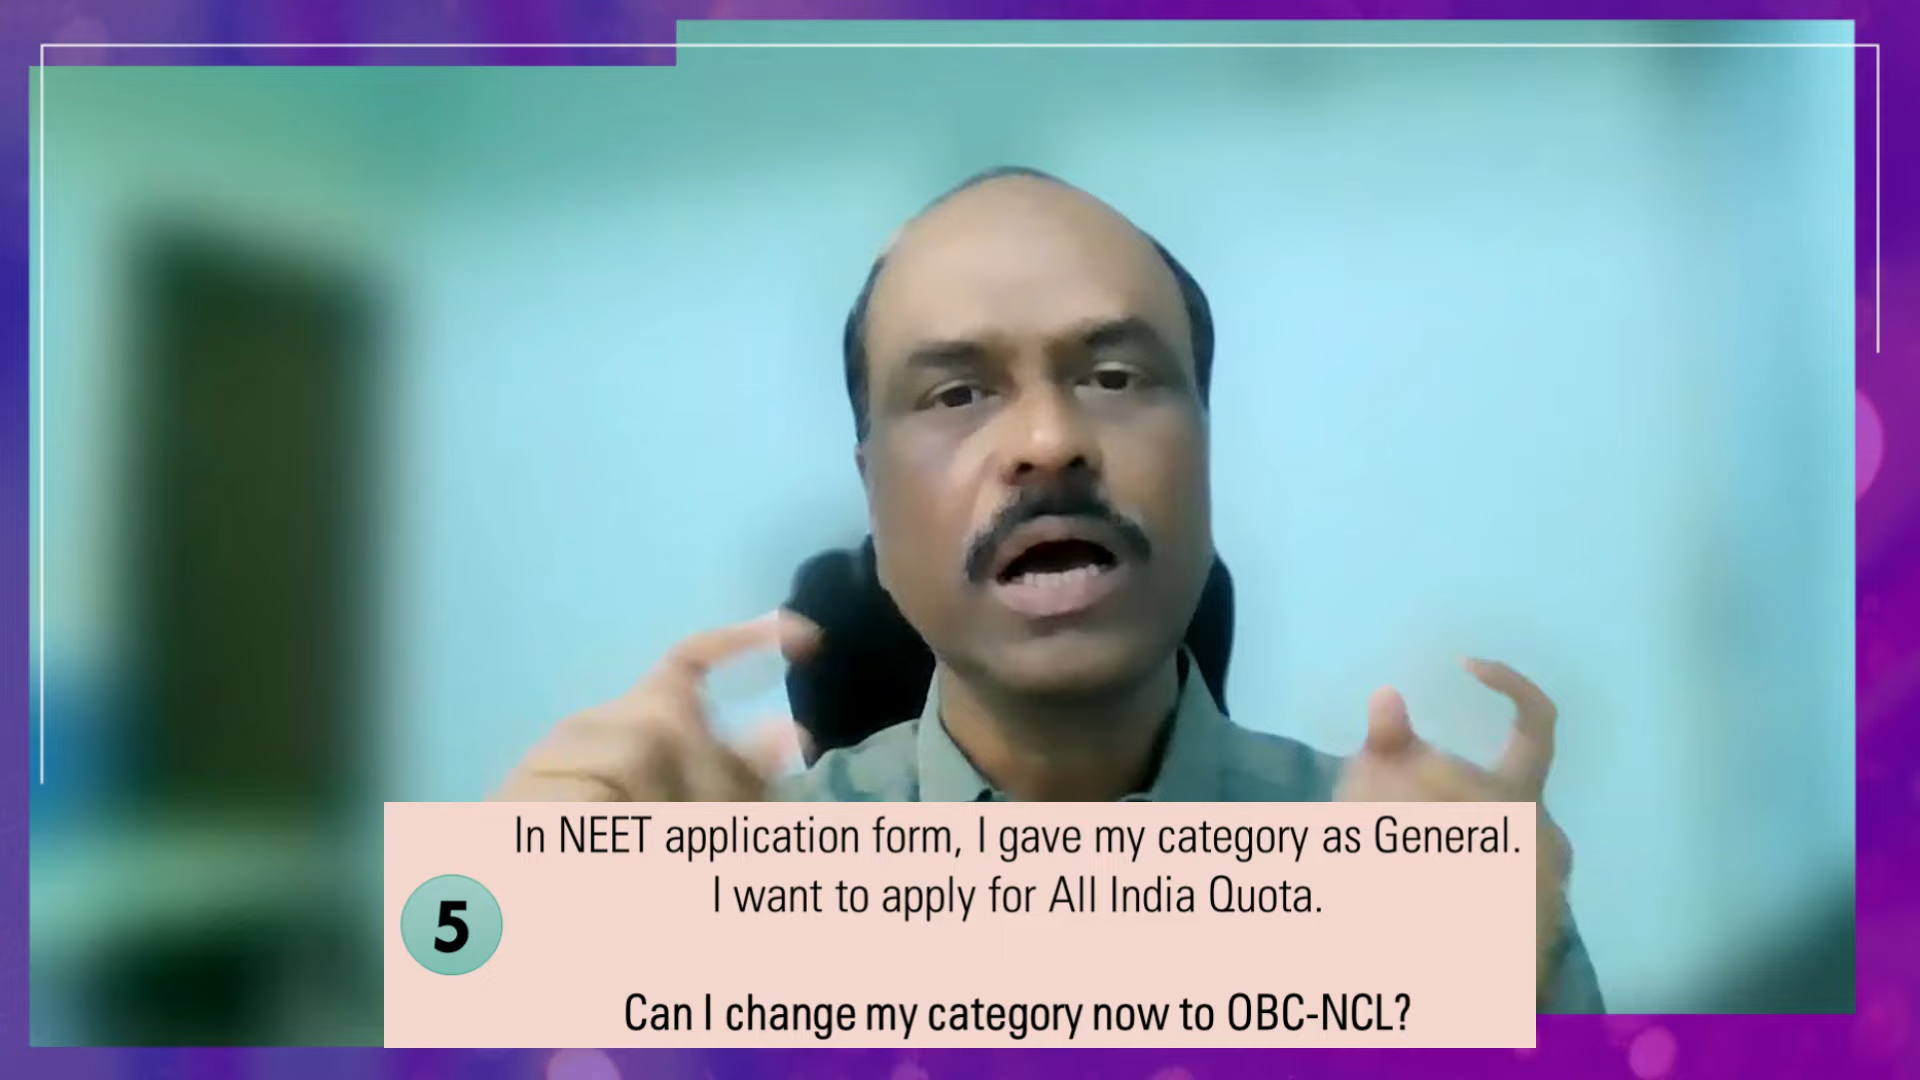 In NEET application form, I gave my category as General.
I want to apply for All India Quota.
5
Can I change my category now to OBC-NCL?